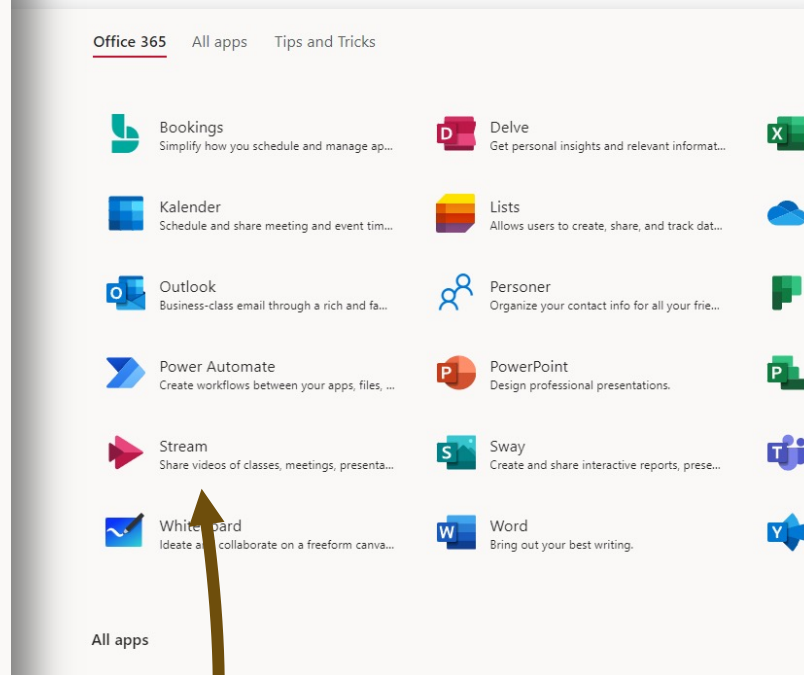 Office 365 All apps Tips and Tricks
Bookings
Simplify how you schedule and manage ap...
Delve
Get personal insights and relevant informat...
X
Kalender
Schedule and share meeting and event tim...
Lists
Allows users to create, share, and track dat...
Outlook
Business-class email through a rich and fa...
Personer
Organize your contact info for all your frie...
Power Automate
Create workflows between your apps, files, ...
PowerPoint
Design professional presentations.
Stream
Share videos of classes, meetings, presenta...
Sway
Create and share interactive reports, prese...
Ideate collaborate on a freeform canva...
Word
Bring out your best writing.
All apps